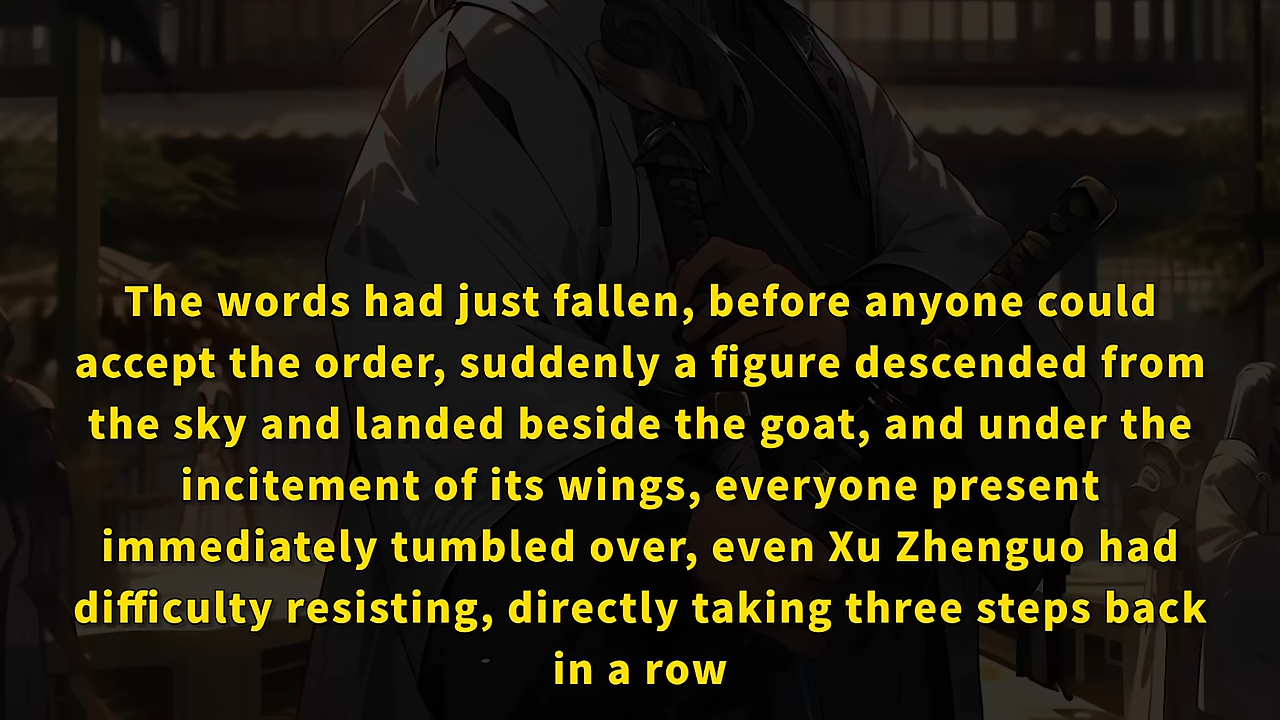 The words had just fallen, before anyone could
accept the order, suddenly a figure descended from
the sky and landed beside the goat, and under the
incitement of its wings, everyone present
immediately tumbled over, even Xu Zhenguo had
difficulty resisting, directly taking three steps back
in a row